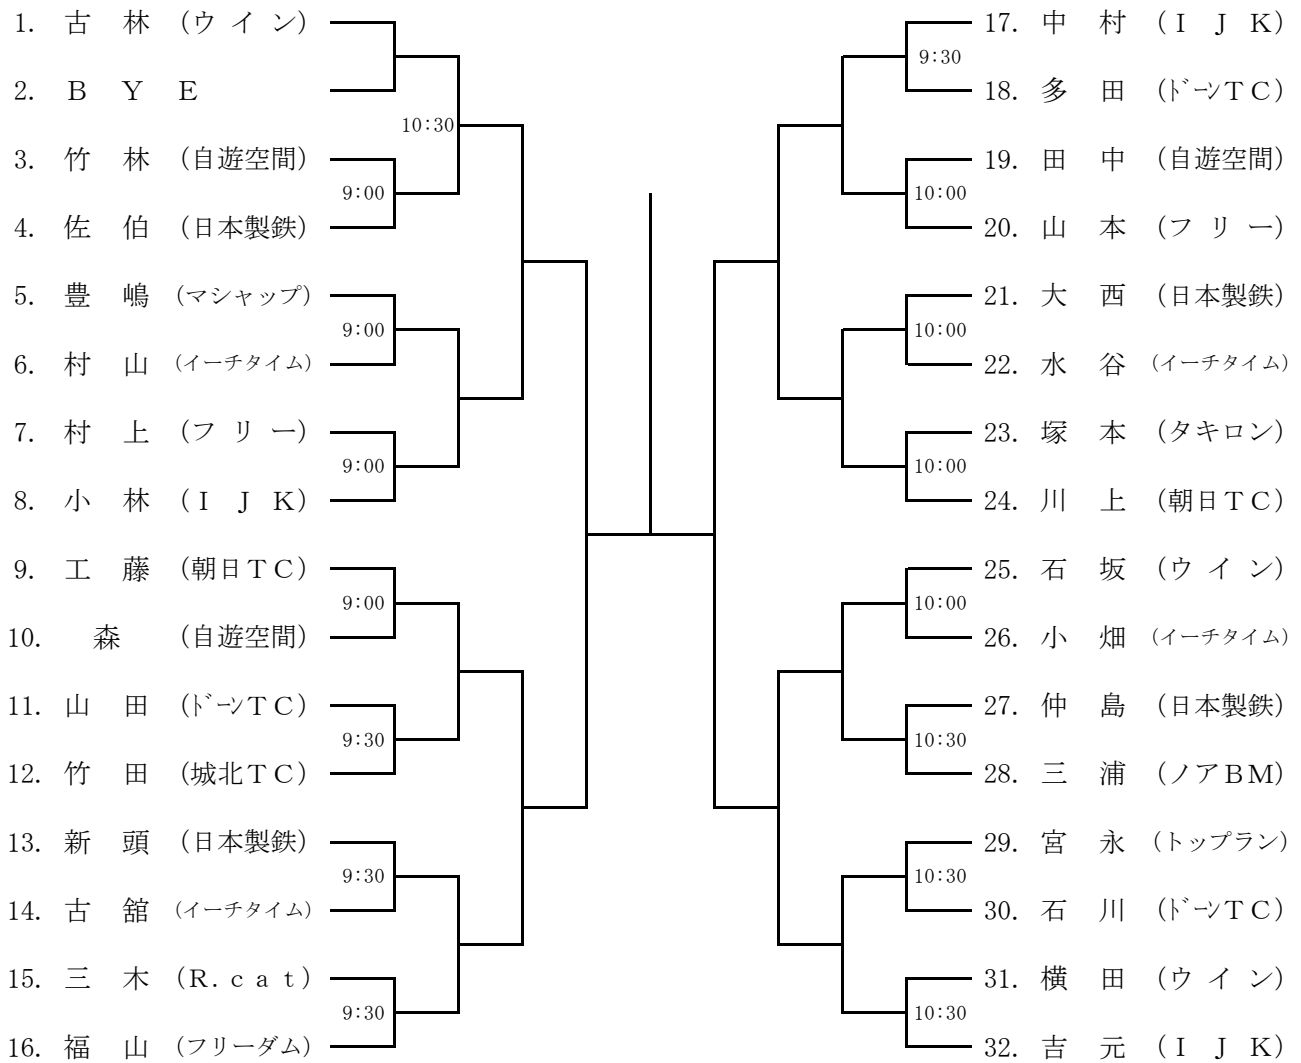 1. 古 林 (ウ イ ン)
2. Ｂ Ｙ Ｅ
10:30
3. 竹 林 (自遊空間)
9:00
4. 佐 伯 (日本製鉄)
5. 豊 嶋 (マシャップ)
9:00
6. 村 山 (イーチタイム)
7. 村 上 (フ リ ー)
9:00
8. 小 林 (Ｉ Ｊ Ｋ)
9. 工 藤 (朝日ＴＣ)
9:00
10. 森 (自遊空間)
11. 山 田 (ﾄﾞｰﾝＴＣ)
9:30
12. 竹 田 (城北ＴＣ)
13. 新 頭 (日本製鉄)
9:30
14. 古 舘 (イーチタイム)
15. 三 木 (Ｒ.ｃａｔ)
9:30
16. 福 山 (フリーダム)
17. 中 村 (Ｉ Ｊ Ｋ)
9:30
18. 多 田 (ﾄﾞｰﾝＴＣ)
19. 田 中 (自遊空間)
10:00
20. 山 本 (フ リ ー)
21. 大 西 (日本製鉄)
10:00
22. 水 谷 (イーチタイム)
23. 塚 本 (タキロン)
10:00
24. 川 上 (朝日ＴＣ)
25. 石 坂 (ウ イ ン)
10:00
26. 小 畑 (イーチタイム)
27. 仲 島 (日本製鉄)
10:30
28. 三 浦 (ノアＢＭ)
29. 宮 永 (トップラン)
10:30
30. 石 川 (ﾄﾞｰﾝＴＣ)
31. 横 田 (ウ イ ン)
10:30
32. 吉 元 (Ｉ Ｊ Ｋ)